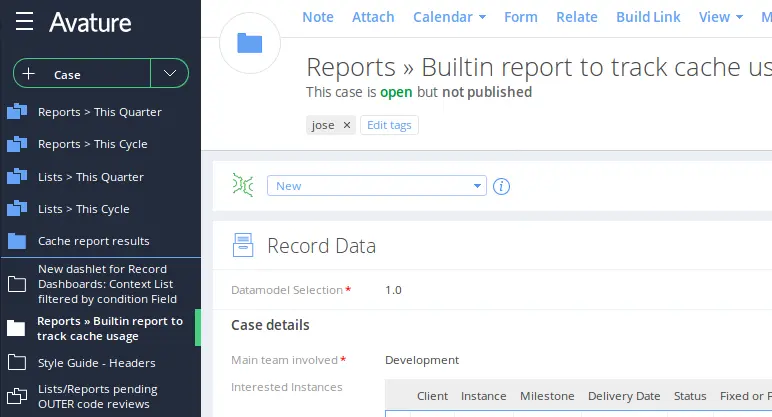 Avature
Case
Reports > This Quarter
Reports > This Cycle
Lists > This Quarter
Lists > This Cycle
Cache report results
New dashlet for Record
Dashboards: Context List
filtered by condition Field
Reports » Builtin report to
track cache usage
Style Guide - Headers
Lists/Reports pending
OUTER code reviews
Note Attach Calendar Form Relate Build Link View
Reports » Builtin report to track cache us
This case is open but not published
jose × Edit tags
New
Record Data
Datamodel Selection* 1.0
Case details
Main team involved* Development
Interested Instances
Client Instance Milestone Delivery Date Status Fixed or